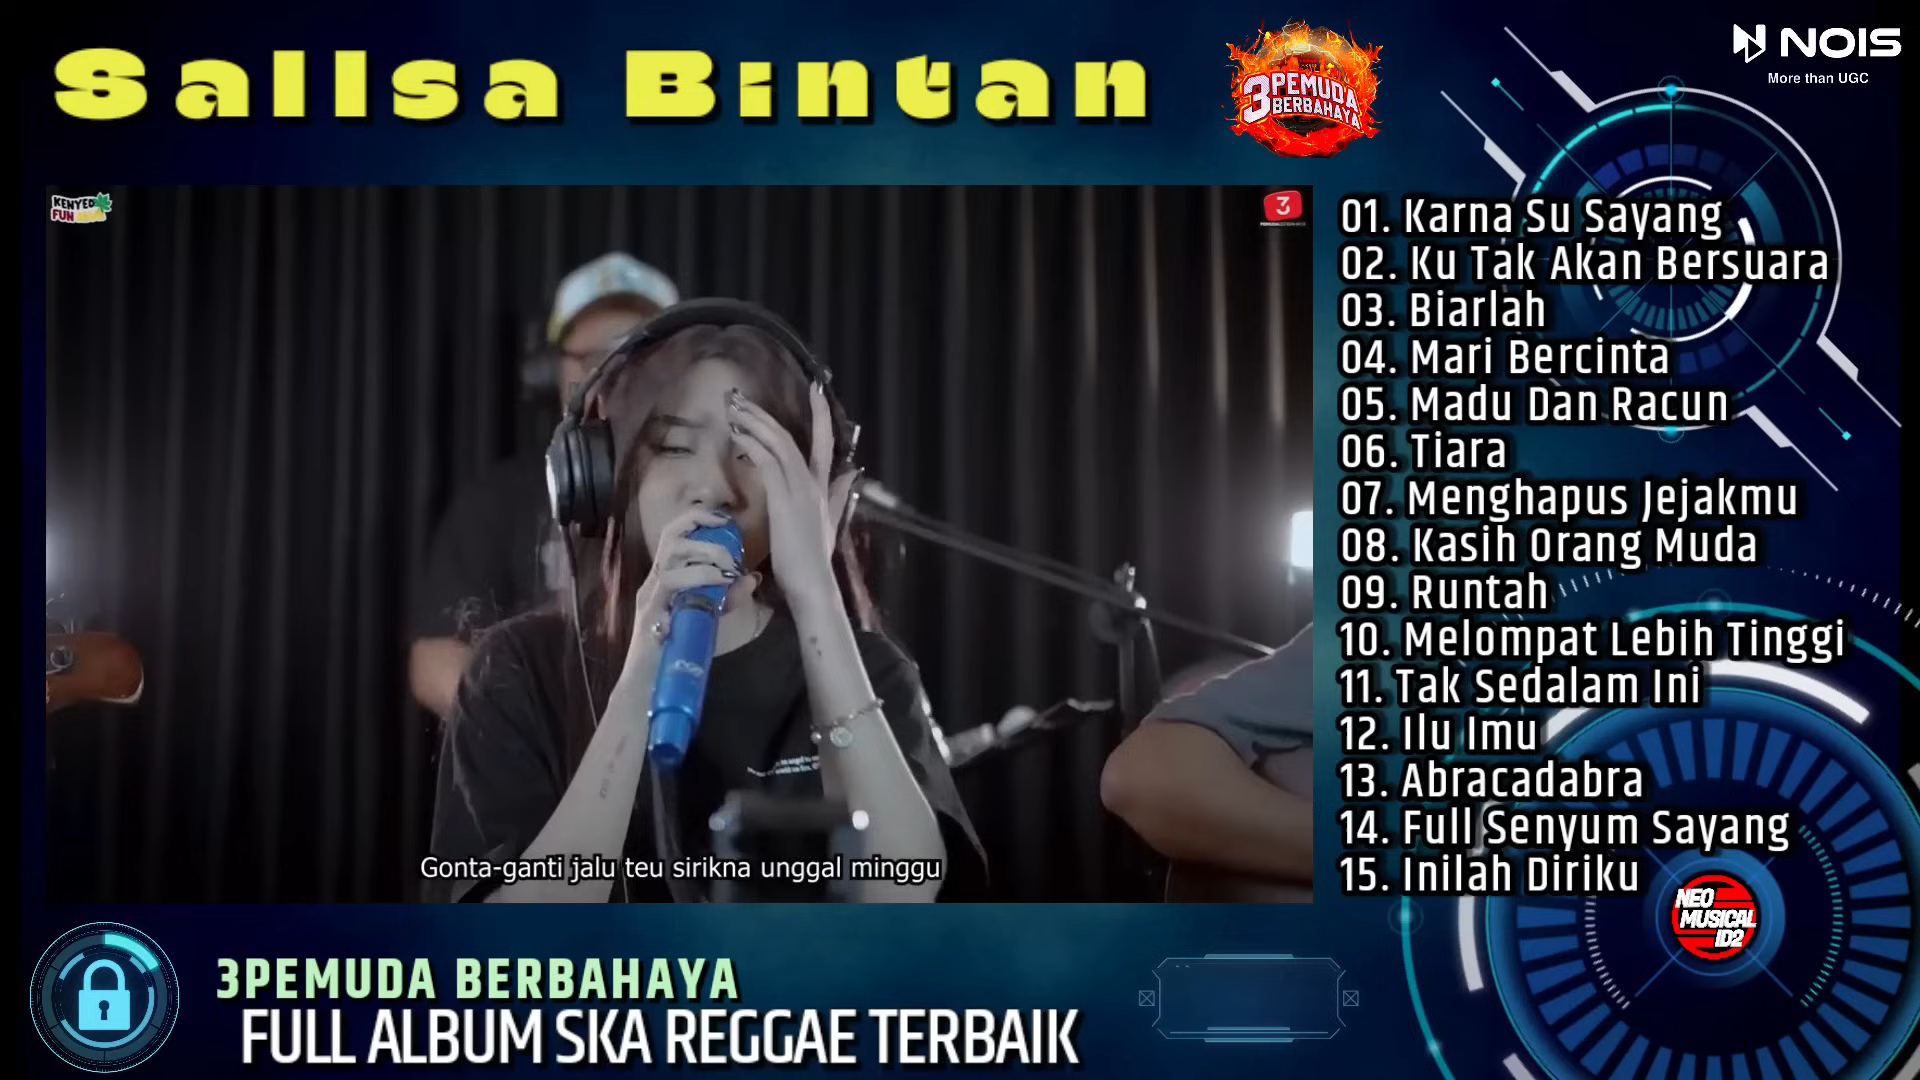 Sallsa Bintan
3PEMUDA
BERBAHAYA
NOIS
More than UGC
KENYED
FUN
3
01. Karna Su Sayang
02. Ku Tak Akan Bersuara
03. Biarlah
04. Mari Bercinta
05. Madu Dan Racun
06. Tiara
07. Menghapus Jejakmu
08. Kasih Orang Muda
09. Runtah
10. Melompat Lebih Tinggi
11. Tak Sedalam Ini
12. Ilu Imu
13. Abracadabra
14. Full Senyum Sayang
15. Inilah Diriku
Gonta-ganti jalu teu sirikna unggal minggu
NEO
MUSICAL
ID2
3PEMUDA BERBAHAYA
FULL ALBUM SKA REGGAE TERBAIK